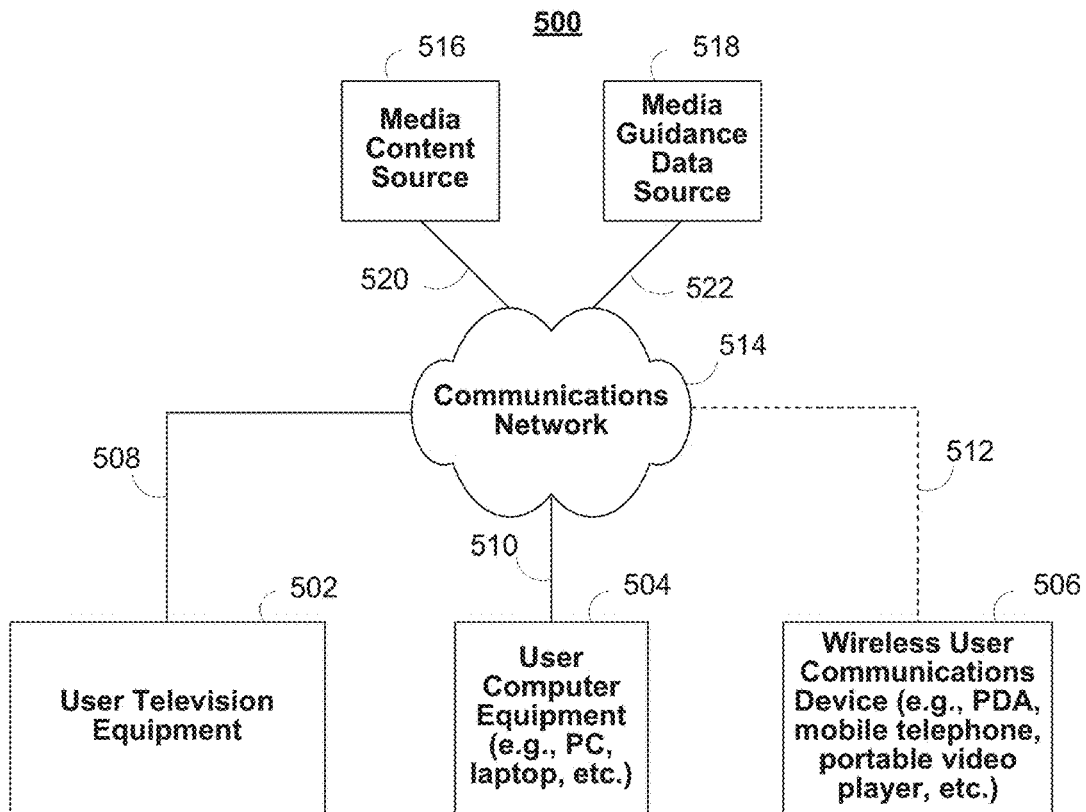 500
516
518
Media
Content
Source
Media
Guidance
Data
Source
520
522
514
Communications
Network
508
512
510
502
504
506
User Television
Equipment
User
Computer
Equipment
(e.g., PC,
laptop, etc.)
Wireless User
Communications
Device (e.g., PDA,
mobile telephone,
portable video
player, etc.)